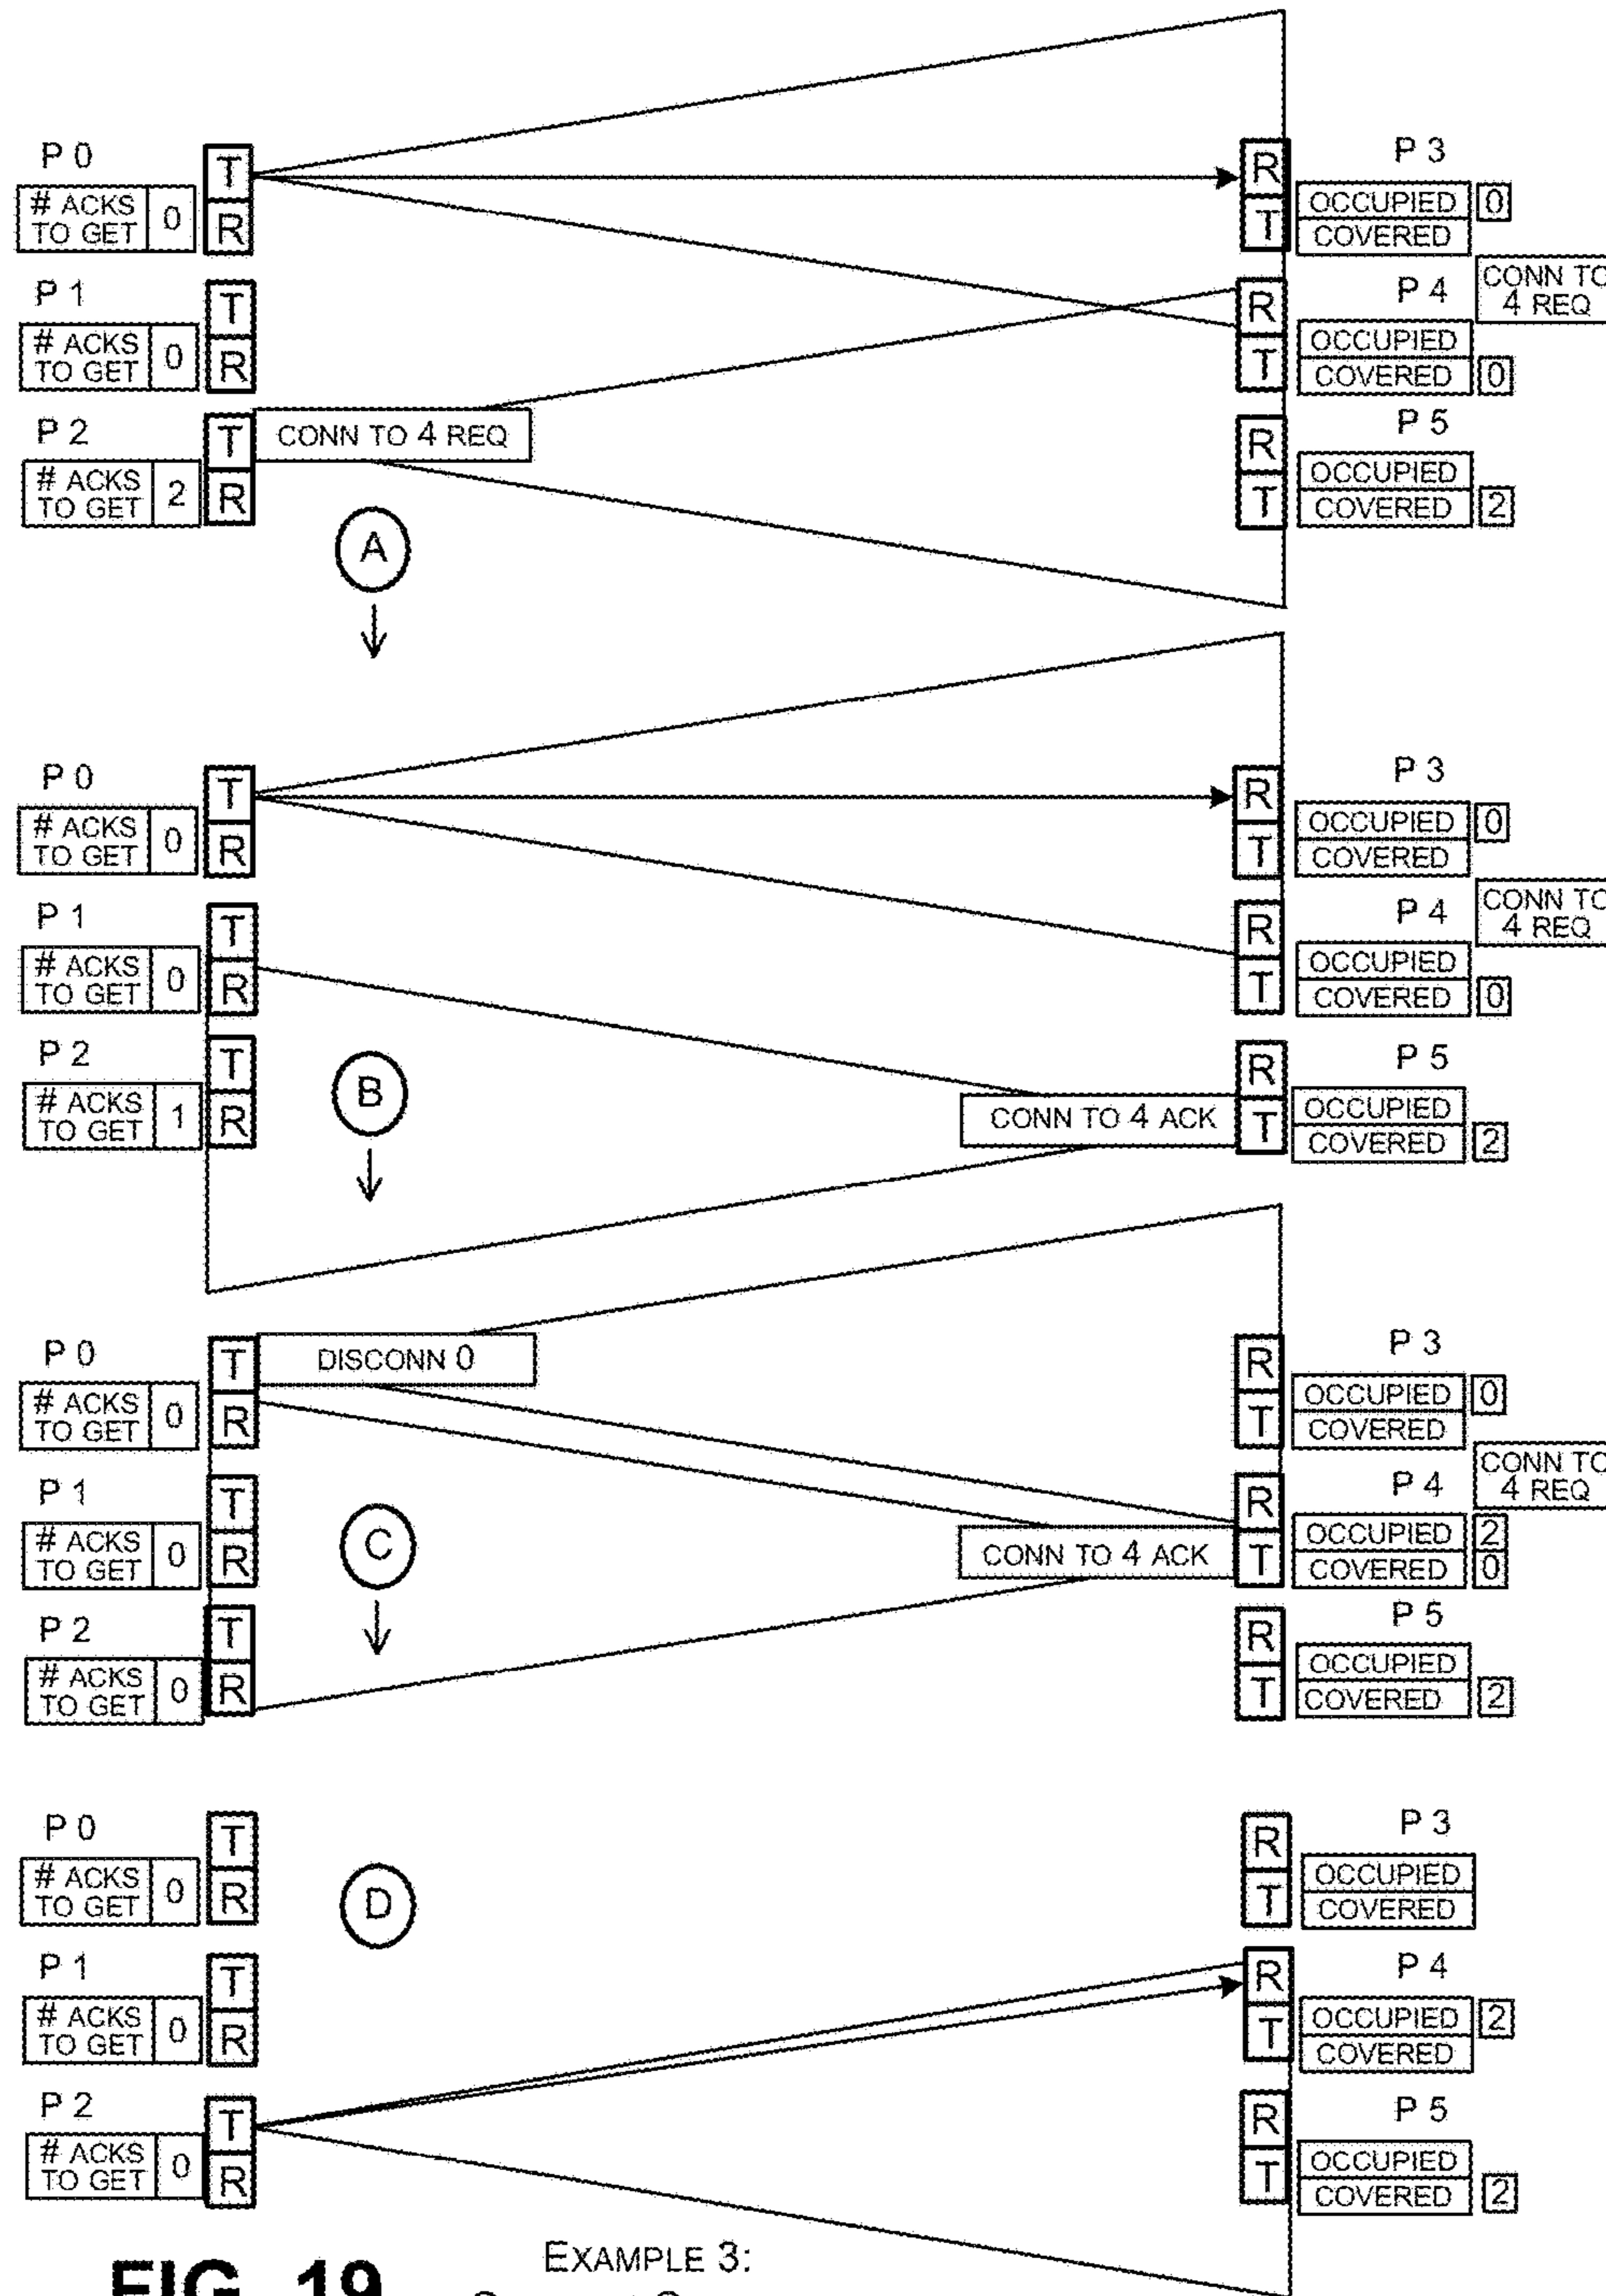 P 0
# ACKS TO GET
0
T
R
P 1
# ACKS TO GET
0
T
R
P 2
# ACKS TO GET
2
T
R
CONN TO 4 REQ
R
T
P 3
OCCUPIED
0
COVERED
CONN TO 4 REQ
R
T
P 4
OCCUPIED
COVERED
0
R
T
P 5
OCCUPIED
COVERED
2
A
P 0
# ACKS TO GET
0
T
R
P 1
# ACKS TO GET
0
T
R
P 2
# ACKS TO GET
1
T
R
R
T
P 3
OCCUPIED
0
COVERED
CONN TO 4 REQ
R
T
P 4
OCCUPIED
COVERED
0
CONN TO 4 ACK
R
T
P 5
OCCUPIED
COVERED
2
B
P 0
# ACKS TO GET
0
T
R
DISCONN 0
P 1
# ACKS TO GET
0
T
R
P 2
# ACKS TO GET
0
T
R
R
T
P 3
OCCUPIED
0
COVERED
CONN TO 4 REQ
CONN TO 4 ACK
R
T
P 4
OCCUPIED
2
COVERED
0
R
T
P 5
OCCUPIED
COVERED
2
C
P 0
# ACKS TO GET
0
T
R
P 1
# ACKS TO GET
0
T
R
P 2
# ACKS TO GET
0
T
R
D
R
T
P 3
OCCUPIED
COVERED
R
T
P 4
OCCUPIED
2
COVERED
R
T
P 5
OCCUPIED
COVERED
2
FIG. 19
EXAMPLE 3: